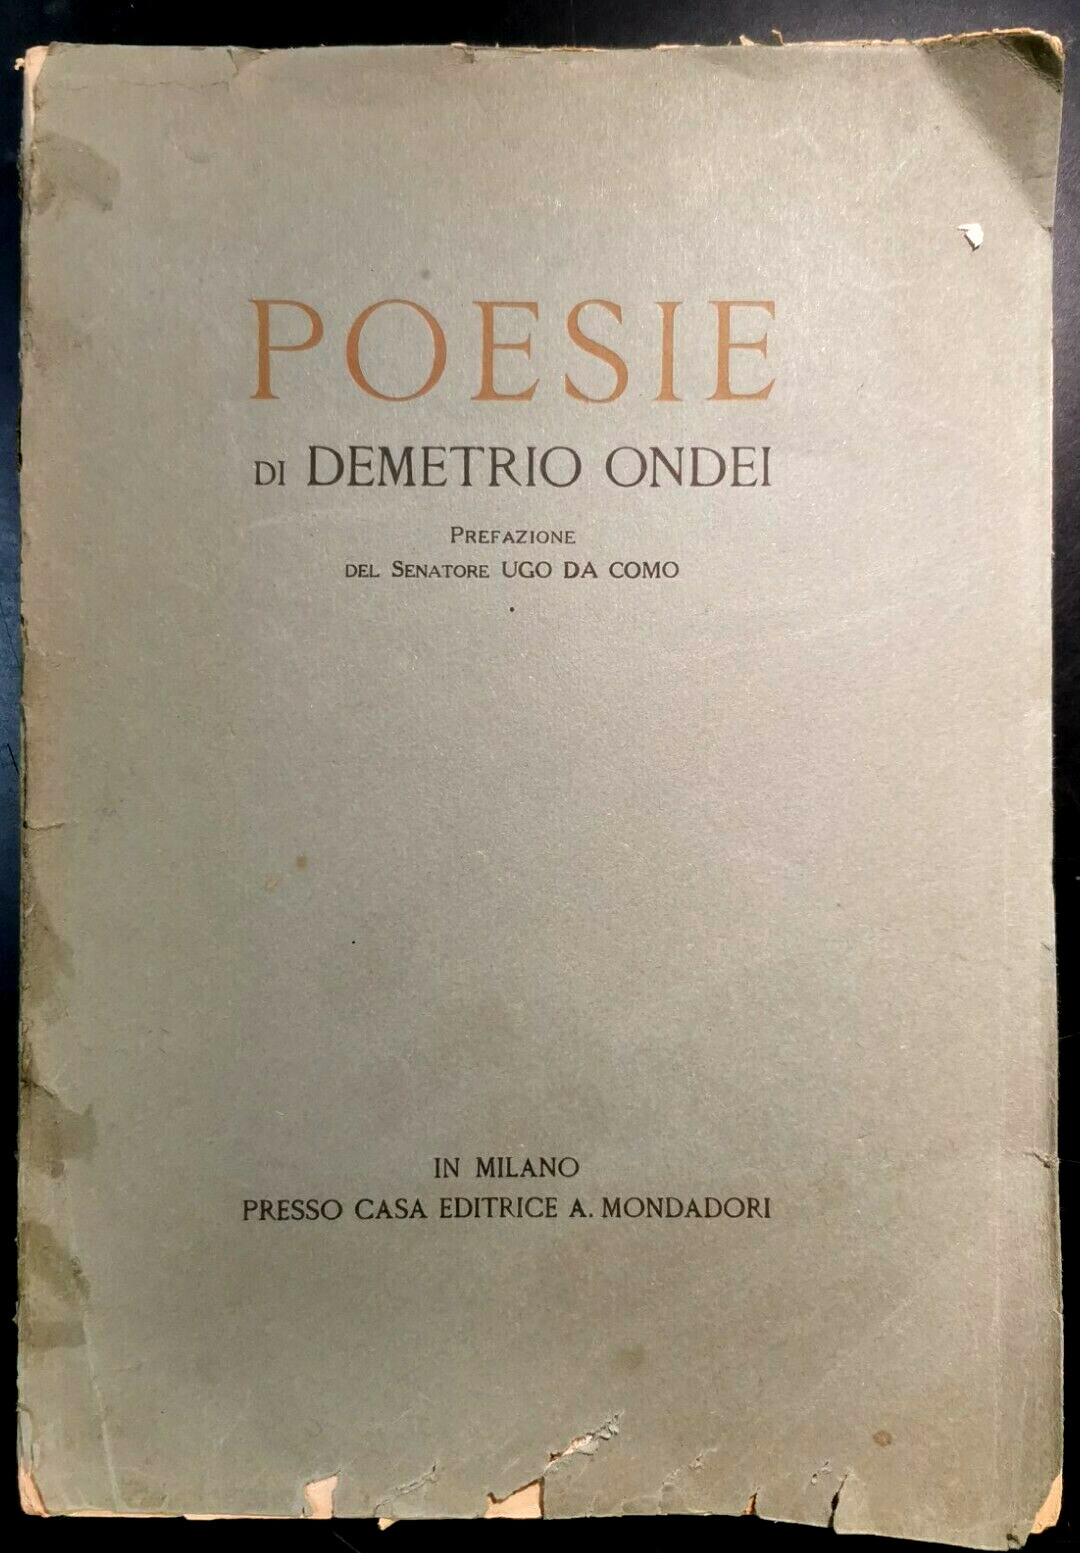 POESIE
DI DEMETRIO ONDEI
PREFAZIONE
DEL SENATORE UGO DA COMO
IN MILANO
PRESSO CASA EDITRICE A. MONDADORI